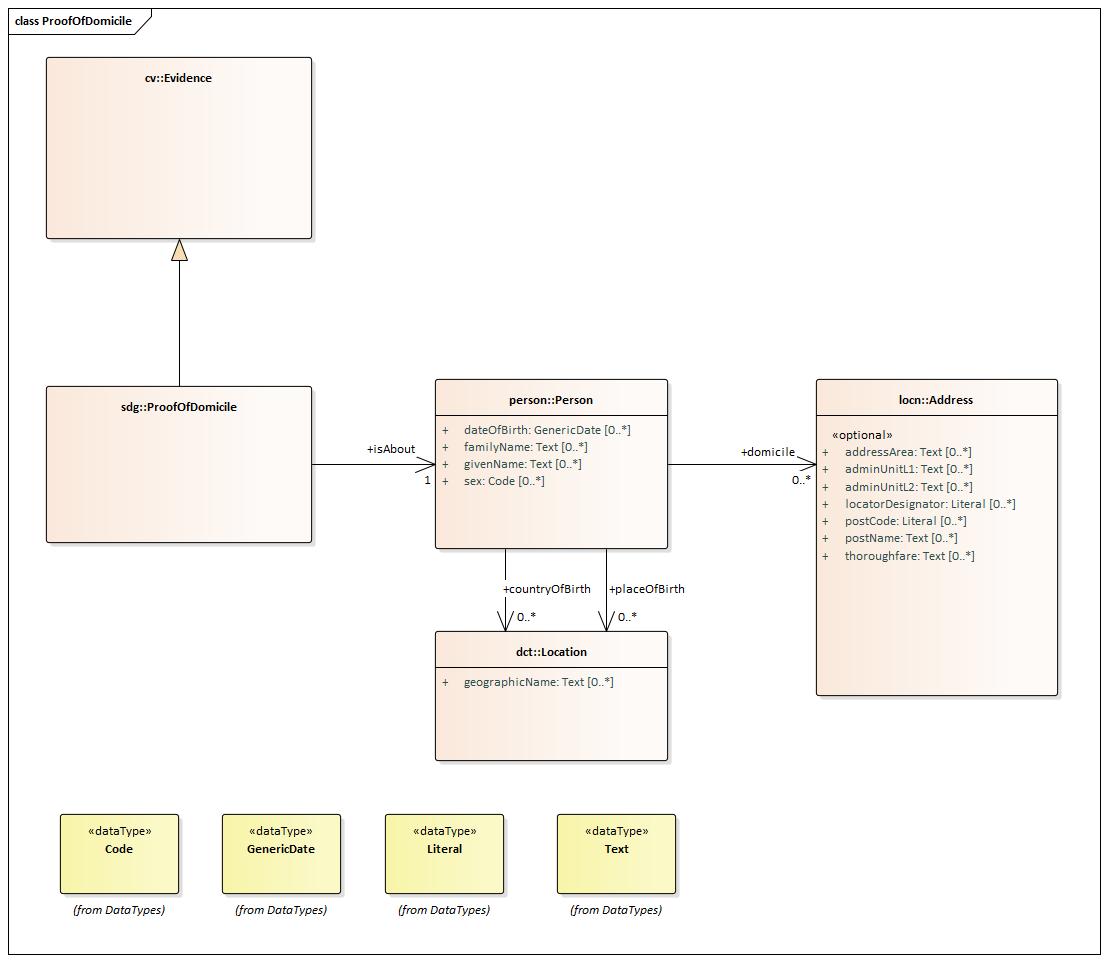 class ProofOfDomicile
cv::Evidence
sdg::ProofOfDomicile
+isAbout
1
person::Person
+ dateOfBirth: GenericDate [0..*]
+ familyName: Text [0..*]
+ givenName: Text [0..*]
+ sex: Code [0..*]
+domicile
0..*
locn::Address
«optional»
+ addressArea: Text [0..*]
+ adminUnitL1: Text [0..*]
+ adminUnitL2: Text [0..*]
+ locatorDesignator: Literal [0..*]
+ postCode: Literal [0..*]
+ postName: Text [0..*]
+ thoroughfare: Text [0..*]
+countryOfBirth
0..*
+placeOfBirth
0..*
dct::Location
+ geographicName: Text [0..*]
«dataType»
Code
(from DataTypes)
«dataType»
GenericDate
(from DataTypes)
«dataType»
Literal
(from DataTypes)
«dataType»
Text
(from DataTypes)